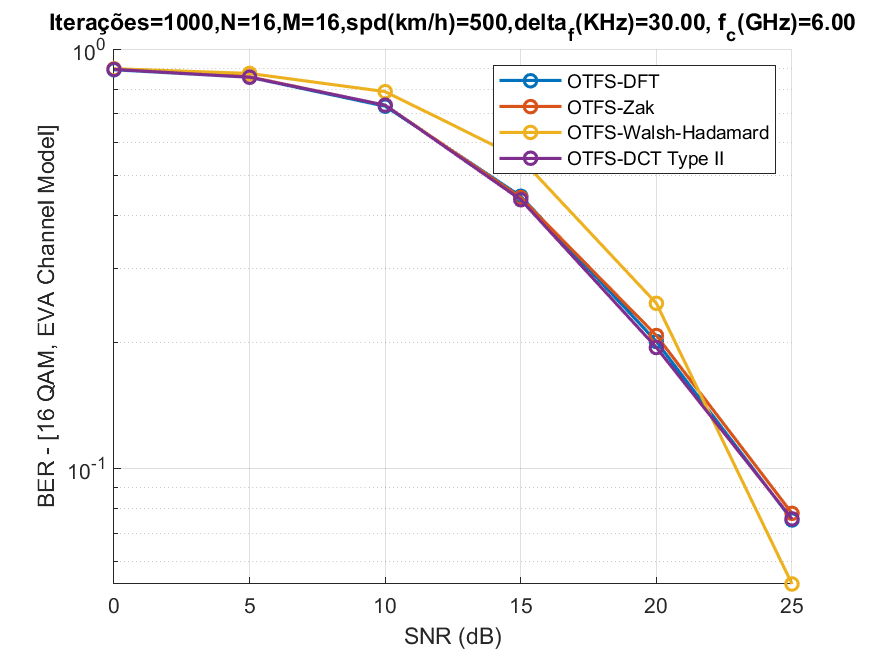 Iterações=1000,N=16,M=16,spd(km/h)=500,delta_f(KHz)=30.00, f_c(GHz)=6.00
10^0
OTFS-DFT
OTFS-Zak
OTFS-Walsh-Hadamard
OTFS-DCT Type II
BER - [16 QAM, EVA Channel Model]
10^-1
0 5 10 15 20 25
SNR (dB)